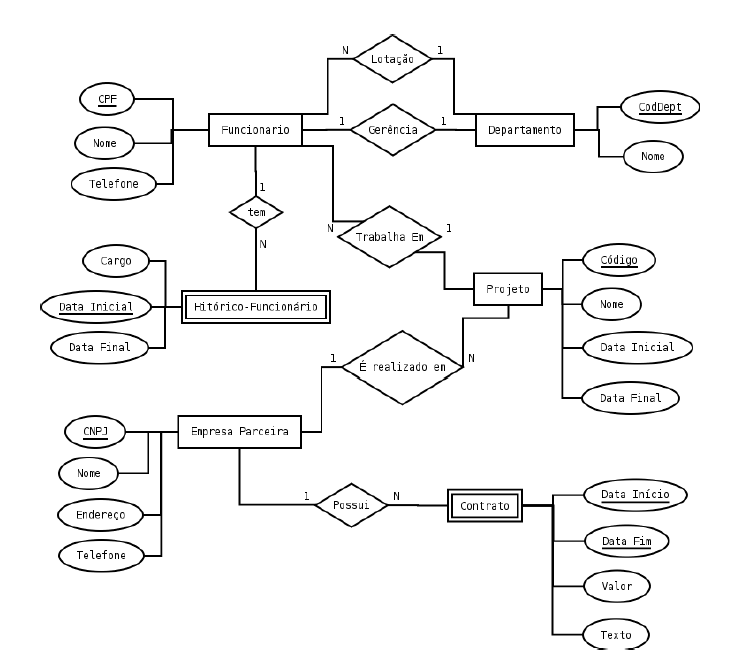 N
Lotação
1
CPF
Funcionario
1
Gerência
1
Departamento
CodDept
Nome
Nome
Telefone
1
tem
N
N
Trabalha Em
1
Cargo
Data Inicial
Data Final
Hitórico-Funcionário
Projeto
Código
Nome
Data Inicial
Data Final
1
É realizado em
N
CNPJ
Nome
Endereço
Telefone
Empresa Parceira
1
Possui
N
Contrato
Data Início
Data Fim
Valor
Texto